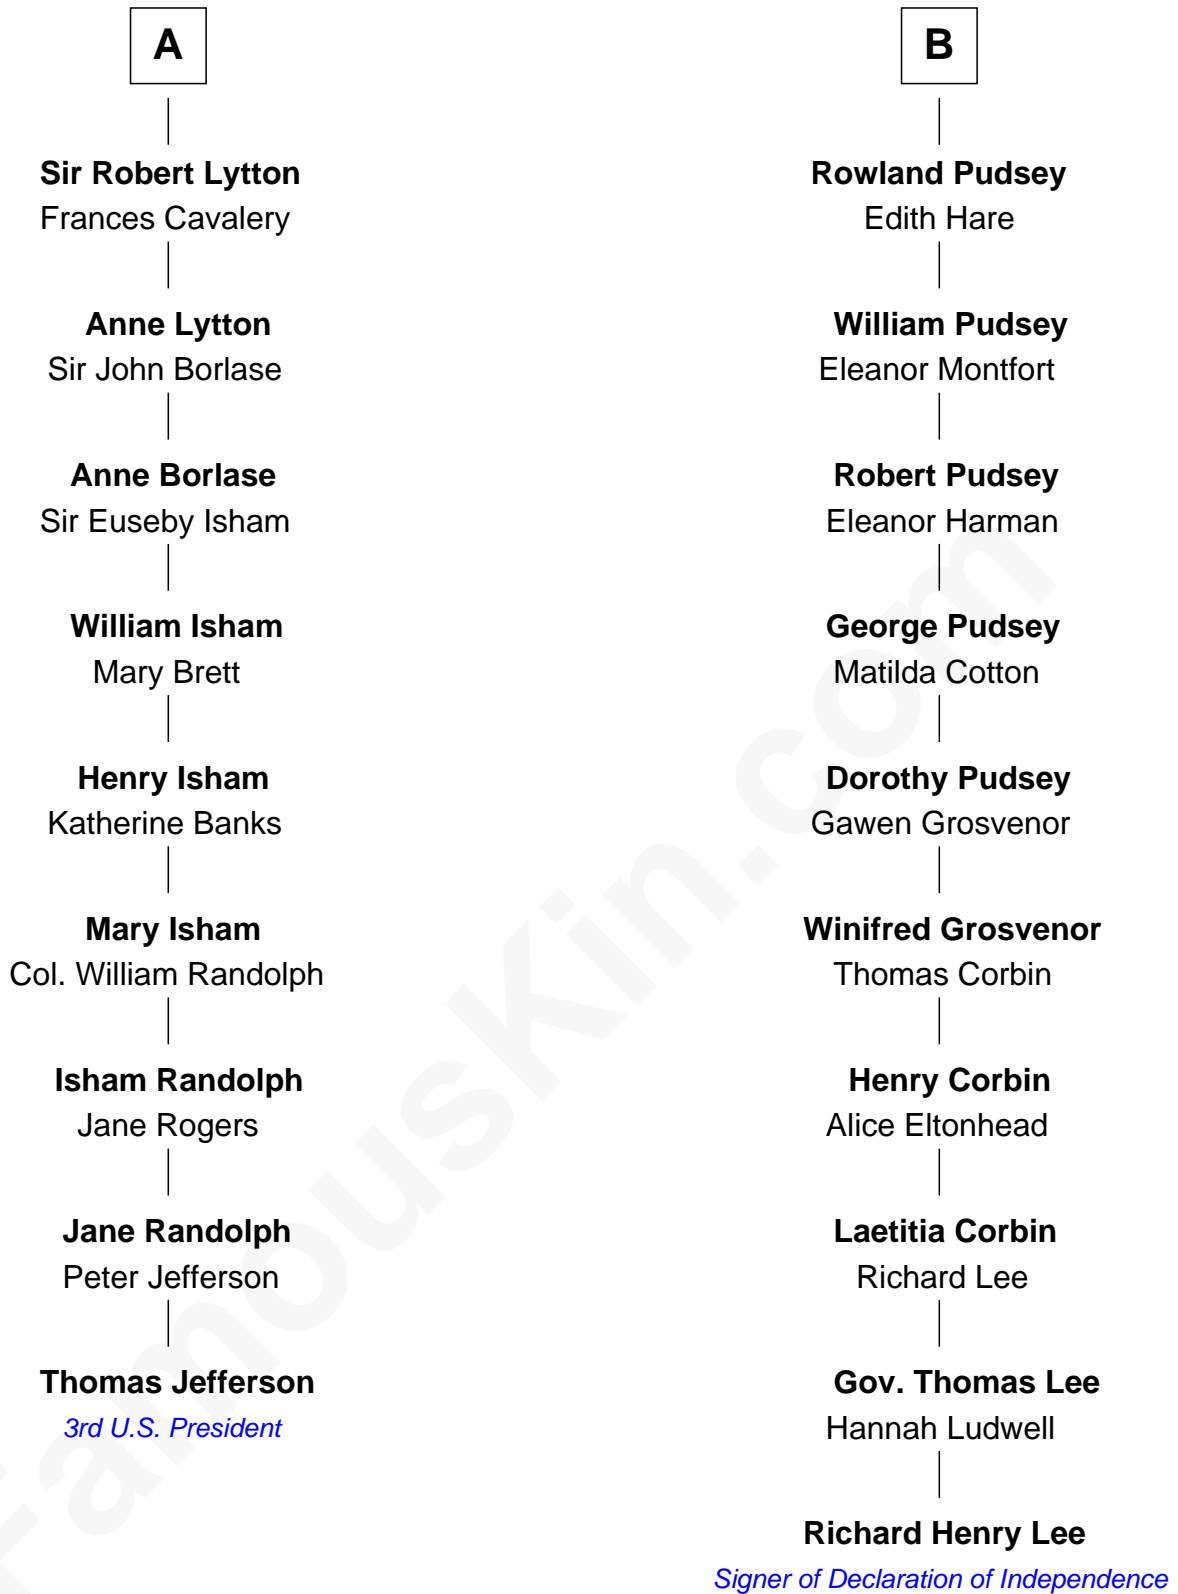 A
Sir Robert Lytton
Frances Cavalery
Anne Lytton
Sir John Borlase
Anne Borlase
Sir Euseby Isham
William Isham
Mary Brett
Henry Isham
Katherine Banks
Mary Isham
Col. William Randolph
Isham Randolph
Jane Rogers
Jane Randolph
Peter Jefferson
Thomas Jefferson
3rd U.S. President
B
Rowland Pudsey
Edith Hare
William Pudsey
Eleanor Montfort
Robert Pudsey
Eleanor Harman
George Pudsey
Matilda Cotton
Dorothy Pudsey
Gawen Grosvenor
Winifred Grosvenor
Thomas Corbin
Henry Corbin
Alice Eltonhead
Laetitia Corbin
Richard Lee
Gov. Thomas Lee
Hannah Ludwell
Richard Henry Lee
Signer of Declaration of Independence
FamousKin.com